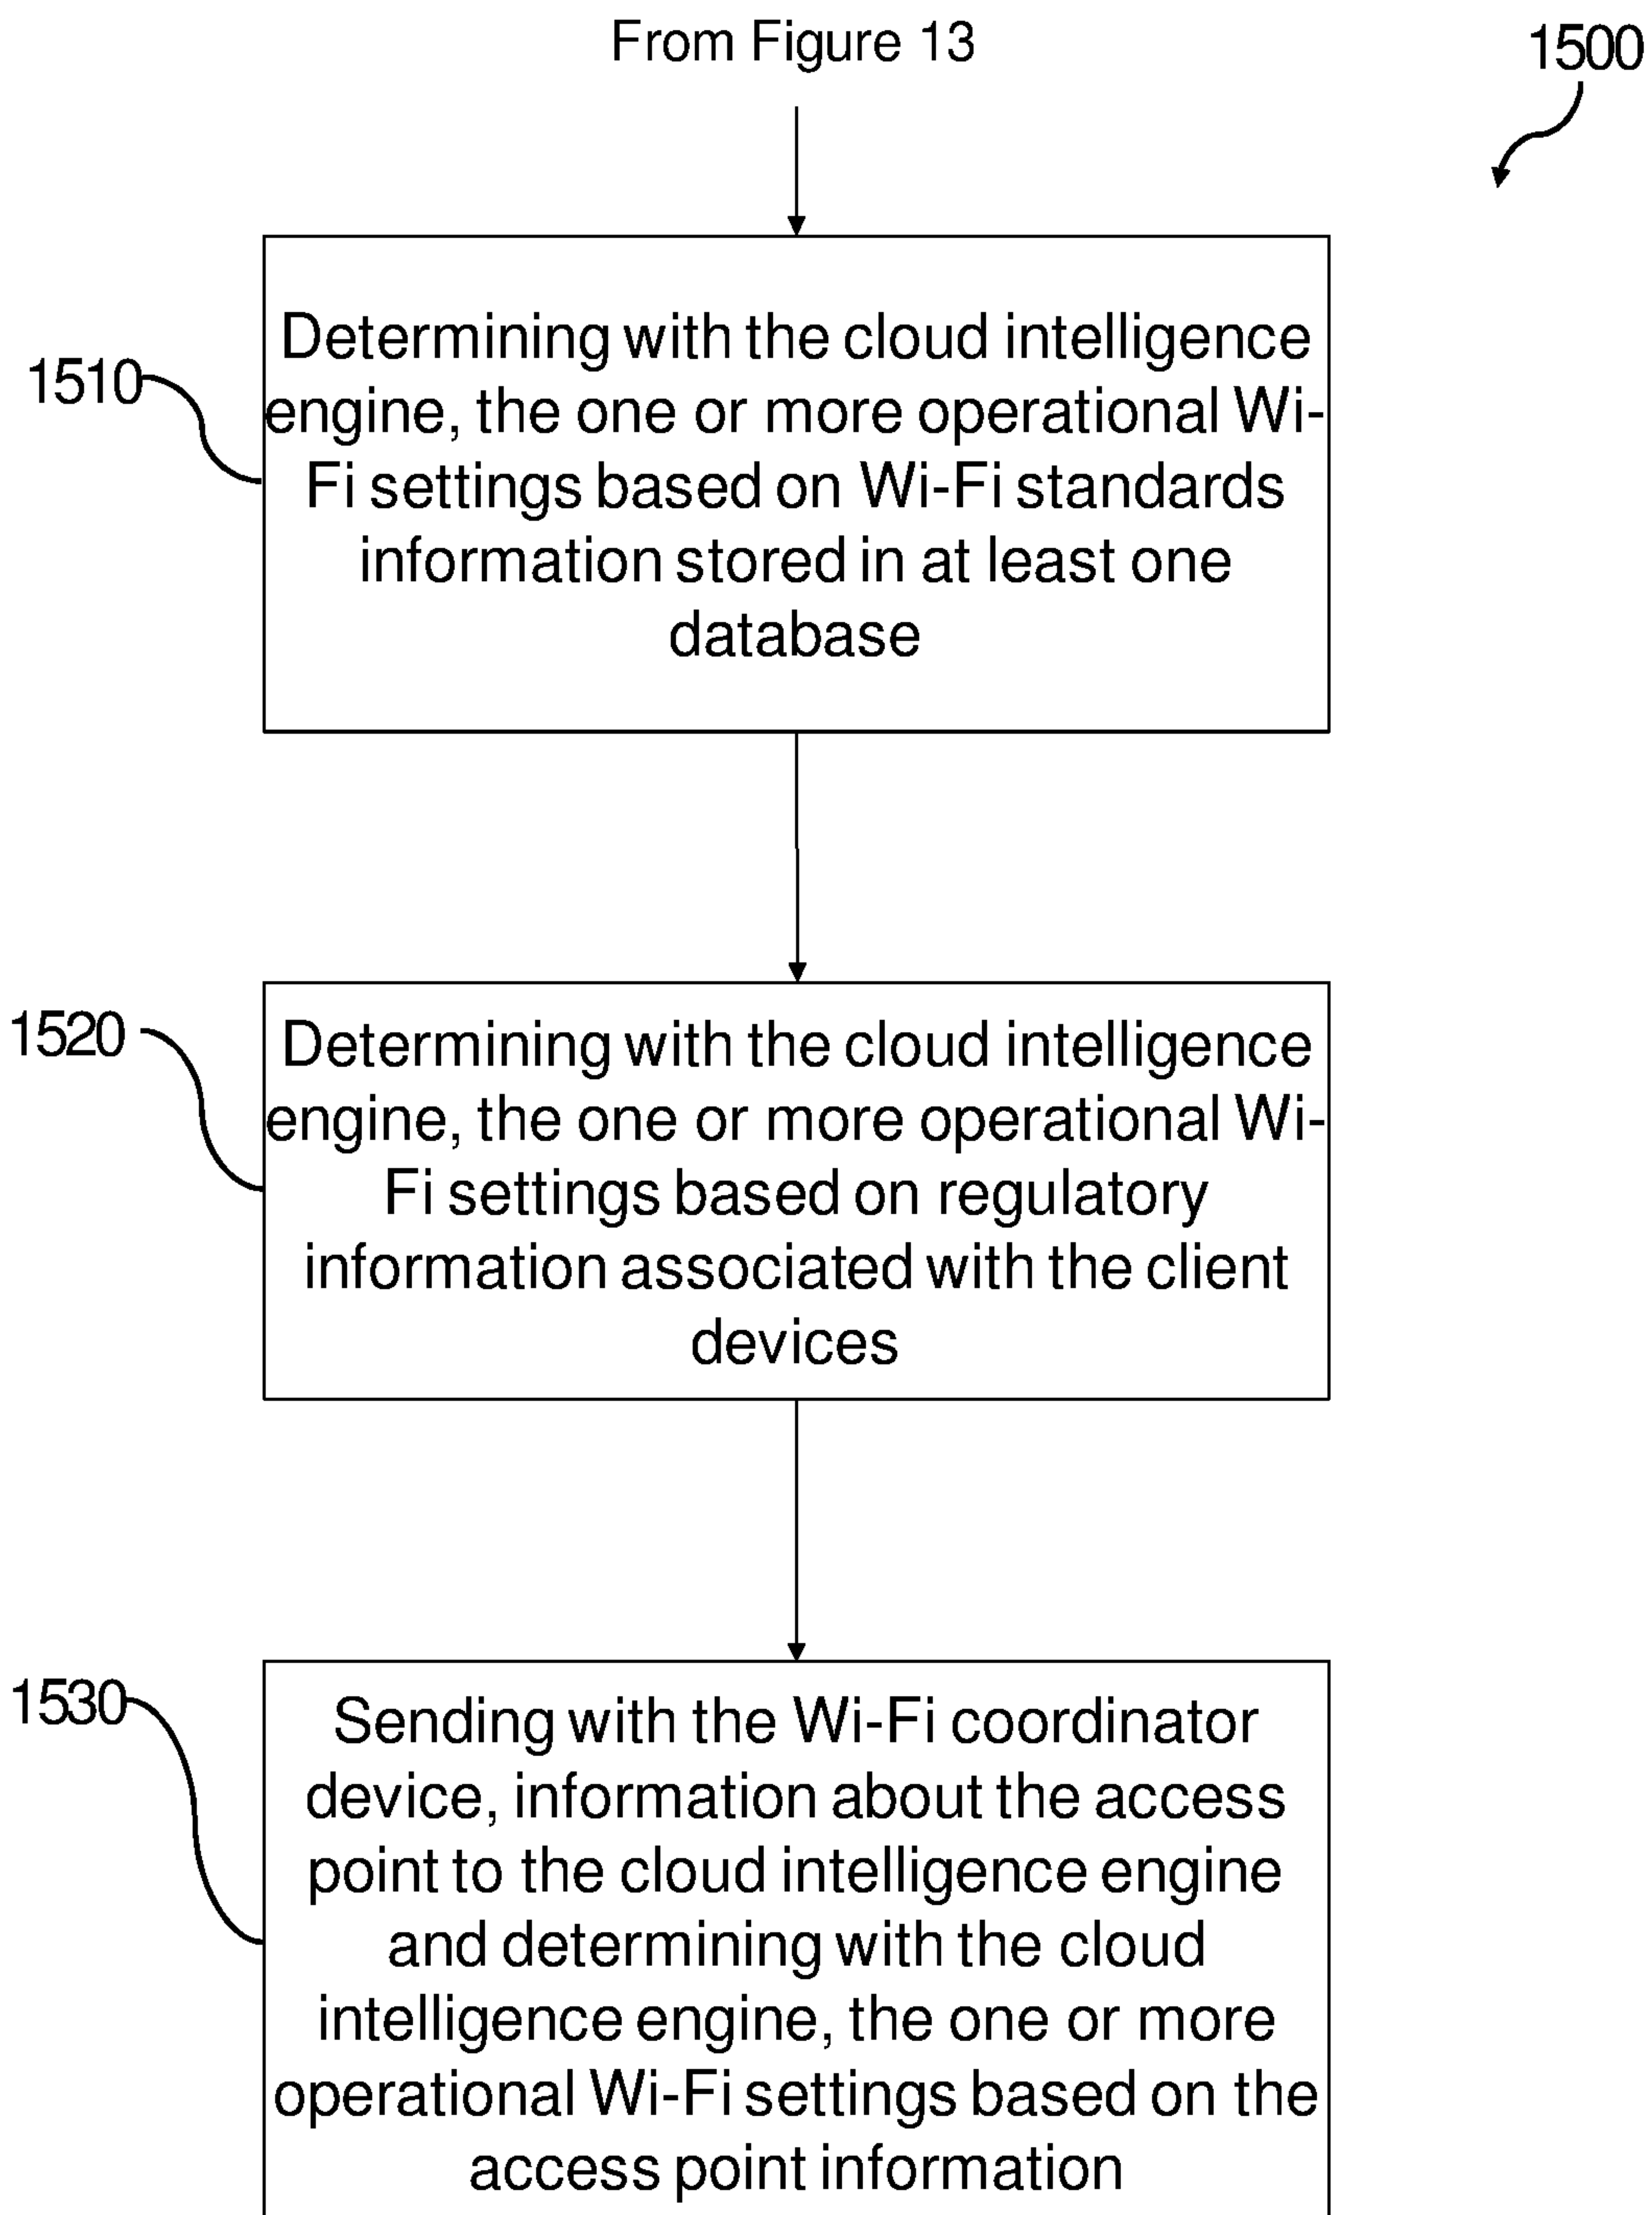 From Figure 13
1500
1510
Determining with the cloud intelligence
engine, the one or more operational Wi-
Fi settings based on Wi-Fi standards
information stored in at least one
database
1520
Determining with the cloud intelligence
engine, the one or more operational Wi-
Fi settings based on regulatory
information associated with the client
devices
1530
Sending with the Wi-Fi coordinator
device, information about the access
point to the cloud intelligence engine
and determining with the cloud
intelligence engine, the one or more
operational Wi-Fi settings based on the
access point information